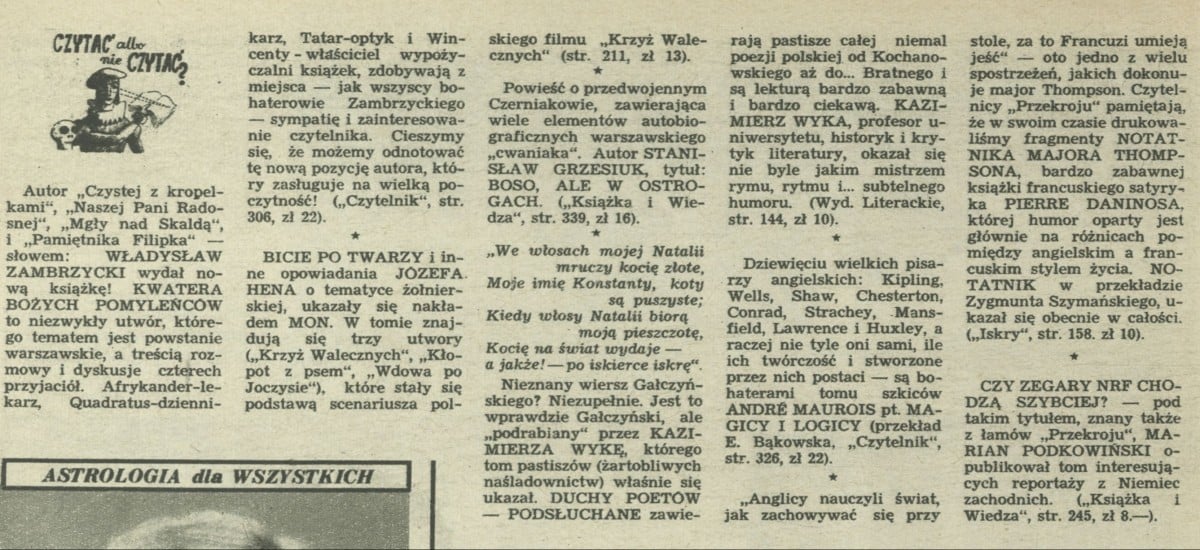 CZYTAĆ albo
nie CZYTAĆ?
Autor „Czystej z kropel-
kami“, „Naszej Pani Rado-
snej“, „Mgły nad Skaldą“,
i „Pamiętnika Filipka“ —
słowem: WŁADYSŁAW
ZAMBRZYCKI wydał no-
wą książkę! KWATERA
BOŻYCH POMYLEŃCÓW
to niezwykły utwór, które-
go tematem jest powstanie
warszawskie, a treścią roz-
mowy i dyskusje czterech
przyjaciół. Afrykander-le-
karz, Quadratus-dzienni-
karz, Tatar-optyk i Win-
centy - właściciel wypoży-
czalni książek, zdobywają z
miejsca — jak wszyscy bo-
haterowie Zambrzyckiego
— sympatię i zainteresowa-
nie czytelnika. Cieszymy
się, że możemy odnotować
tę nową pozycję autora, któ-
ry zasługuje na wielką po-
czytność! („Czytelnik“, str.
306, zł 22).
★
BICIE PO TWARZY i in-
ne opowiadania JÓZEFA
HENA o tematyce żołnier-
skiej, ukazały się nakła-
dem MON. W tomie znaj-
dują się trzy utwory
(„Krzyż Walecznych“, „Kło-
pot z psem“, „Wdowa po
Joczysie“), które stały się
podstawą scenariusza pol-
skiego filmu „Krzyż Wale-
cznych“ (str. 211, zł 13).
★
Powieść o przedwojennym
Czerniakowie, zawierająca
wiele elementów autobio-
graficznych warszawskiego
„cwaniaka“. Autor STANI-
SŁAW GRZESIUK, tytuł:
BOSO, ALE W OSTRO-
GACH. („Książka i Wie-
dza“, str. 339, zł 16).
★
„We włosach mojej Natalii
mruczy kocię złote,
Moje imię Konstanty, koty
są puszyste;
Kiedy włosy Natalii biorą
moją pieszczotę,
Kocię na świat wydaje —
a jakże! — po iskierce iskrę“.
Nieznany wiersz Gałczyń-
skiego? Niezupełnie. Jest to
wprawdzie Gałczyński, ale
„podrabiany“ przez KAZI-
MIERZA WYKĘ, którego
tom pastiszów (żartobliwych
naśladownictw) właśnie się
ukazał. DUCHY POETÓW
— PODSŁUCHANE zawie-
rają pastisze całej niemal
poezji polskiej od Kochano-
wskiego aż do... Bratnego i
są lekturą bardzo zabawną
i bardzo ciekawą. KAZI-
MIERZ WYKA, profesor u-
niwersytetu, historyk i kry-
tyk literatury, okazał się
nie byle jakim mistrzem
rymu, rytmu i... subtelnego
humoru. (Wyd. Literackie,
str. 144, zł 10).
★
Dziewięciu wielkich pisa-
rzy angielskich: Kipling,
Wells, Shaw, Chesterton,
Conrad, Strachey, Mans-
field, Lawrence i Huxley, a
raczej nie tyle oni sami, ile
ich twórczość i stworzone
przez nich postaci — są bo-
haterami tomu szkiców
ANDRÉ MAUROIS pt. MA-
GICY I LOGICY (przekład
E. Bąkowska, „Czytelnik“,
str. 326, zł 22).
★
„Anglicy nauczyli świat,
jak zachowywać się przy
stole, za to Francuzi umieją
jeść“ — oto jedno z wielu
spostrzeżeń, jakich dokonu-
je major Thompson. Czytel-
nicy „Przekroju“ pamiętają,
że w swoim czasie drukowa-
liśmy fragmenty NOTAT-
NIKA MAJORA THOMP-
SONA, bardzo zabawnej
książki francuskiego satyry-
ka PIERRE DANINOSA,
której humor oparty jest
głównie na różnicach po-
między angielskim a fran-
cuskim stylem życia. NO-
TATNIK w przekładzie
Zygmunta Szymańskiego, u-
kazał się obecnie w całości.
(„Iskry“, str. 158. zł 10).
★
CZY ZEGARY NRF CHO-
DZĄ SZYBCIEJ? — pod
takim tytułem, znany także
z łamów „Przekroju“, MA-
RIAN PODKOWIŃSKI o-
publikował tom interesują-
cych reportaży z Niemiec
zachodnich. („Książka i
Wiedza“, str. 245, zł 8.—).
ASTROLOGIA dla WSZYSTKICH